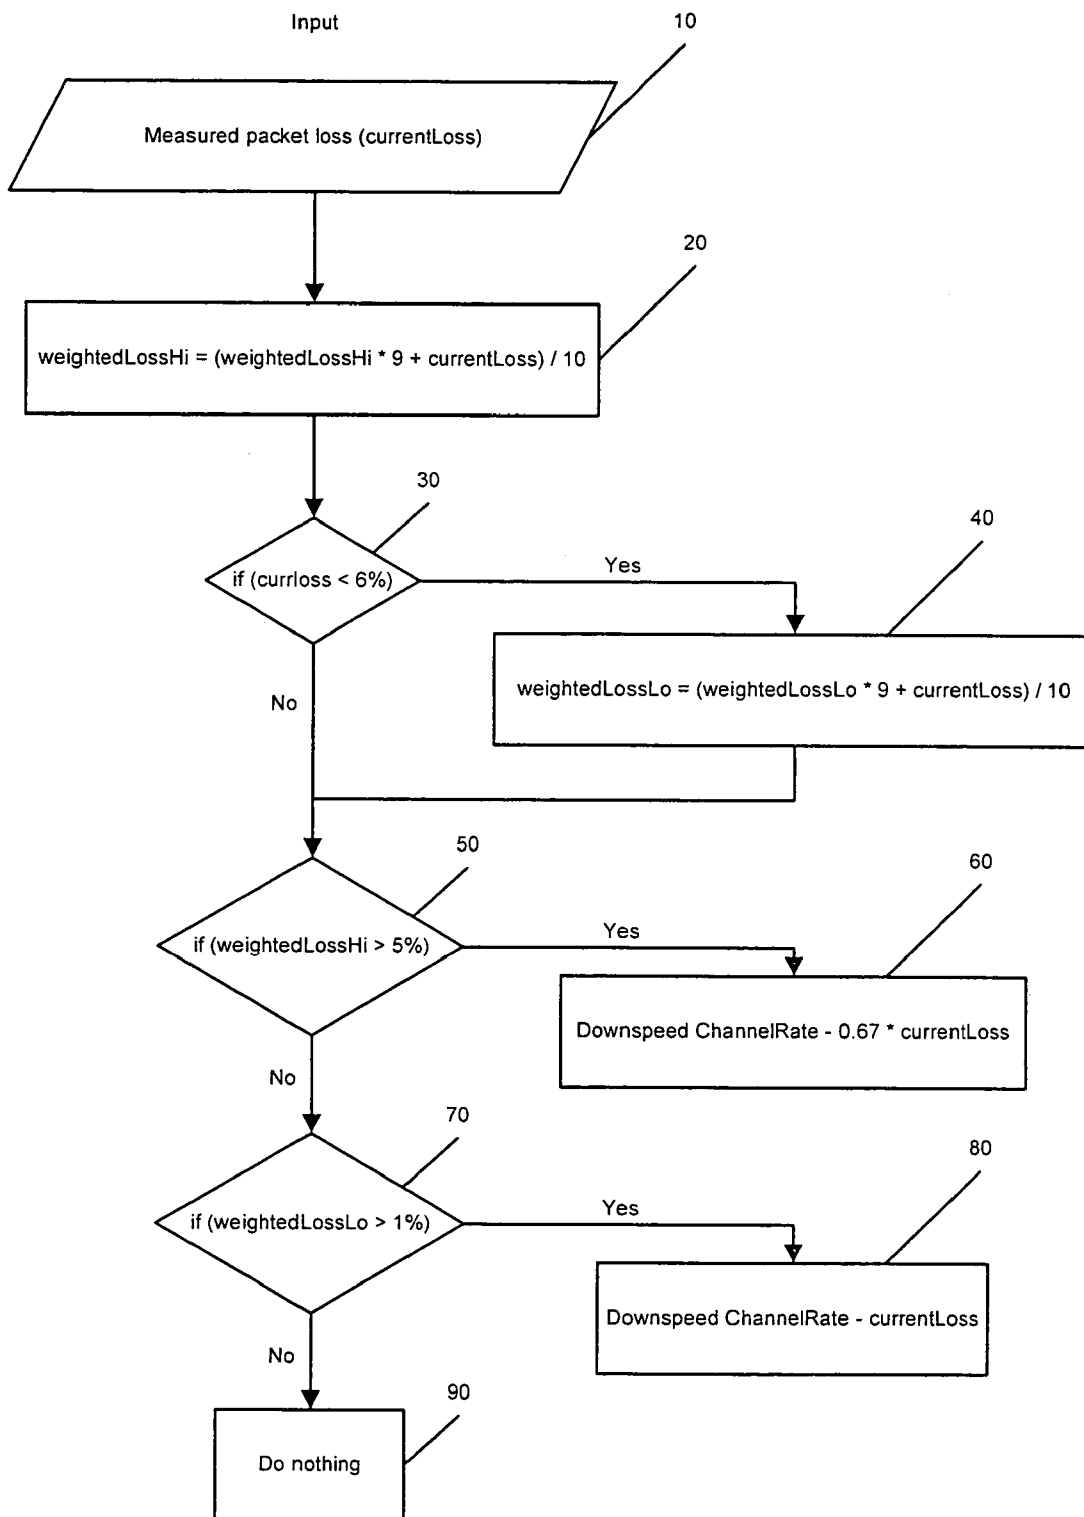 Input
10
Measured packet loss (currentLoss)
20
weightedLossHi = (weightedLossHi * 9 + currentLoss) / 10
30
if (currloss < 6%)
Yes
40
No
weightedLossLo = (weightedLossLo * 9 + currentLoss) / 10
50
if (weightedLossHi > 5%)
Yes
60
Downspeed ChannelRate - 0.67 * currentLoss
No
70
if (weightedLossLo > 1%)
Yes
80
Downspeed ChannelRate - currentLoss
No
90
Do nothing